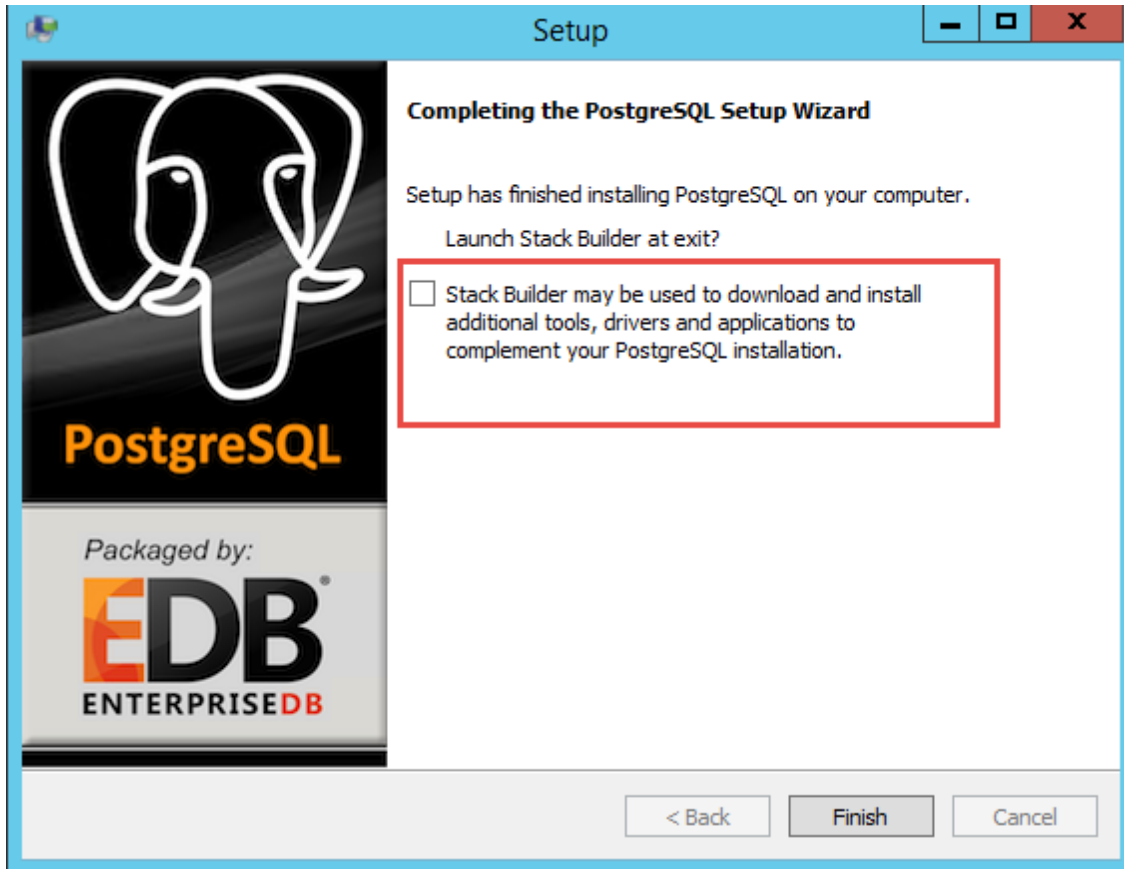 Setup
Completing the PostgreSQL Setup Wizard
Setup has finished installing PostgreSQL on your computer.
Launch Stack Builder at exit?
Stack Builder may be used to download and install
additional tools, drivers and applications to
complement your PostgreSQL installation.
PostgreSQL
Packaged by:
EDB®
ENTERPRISEDB
< Back
Finish
Cancel